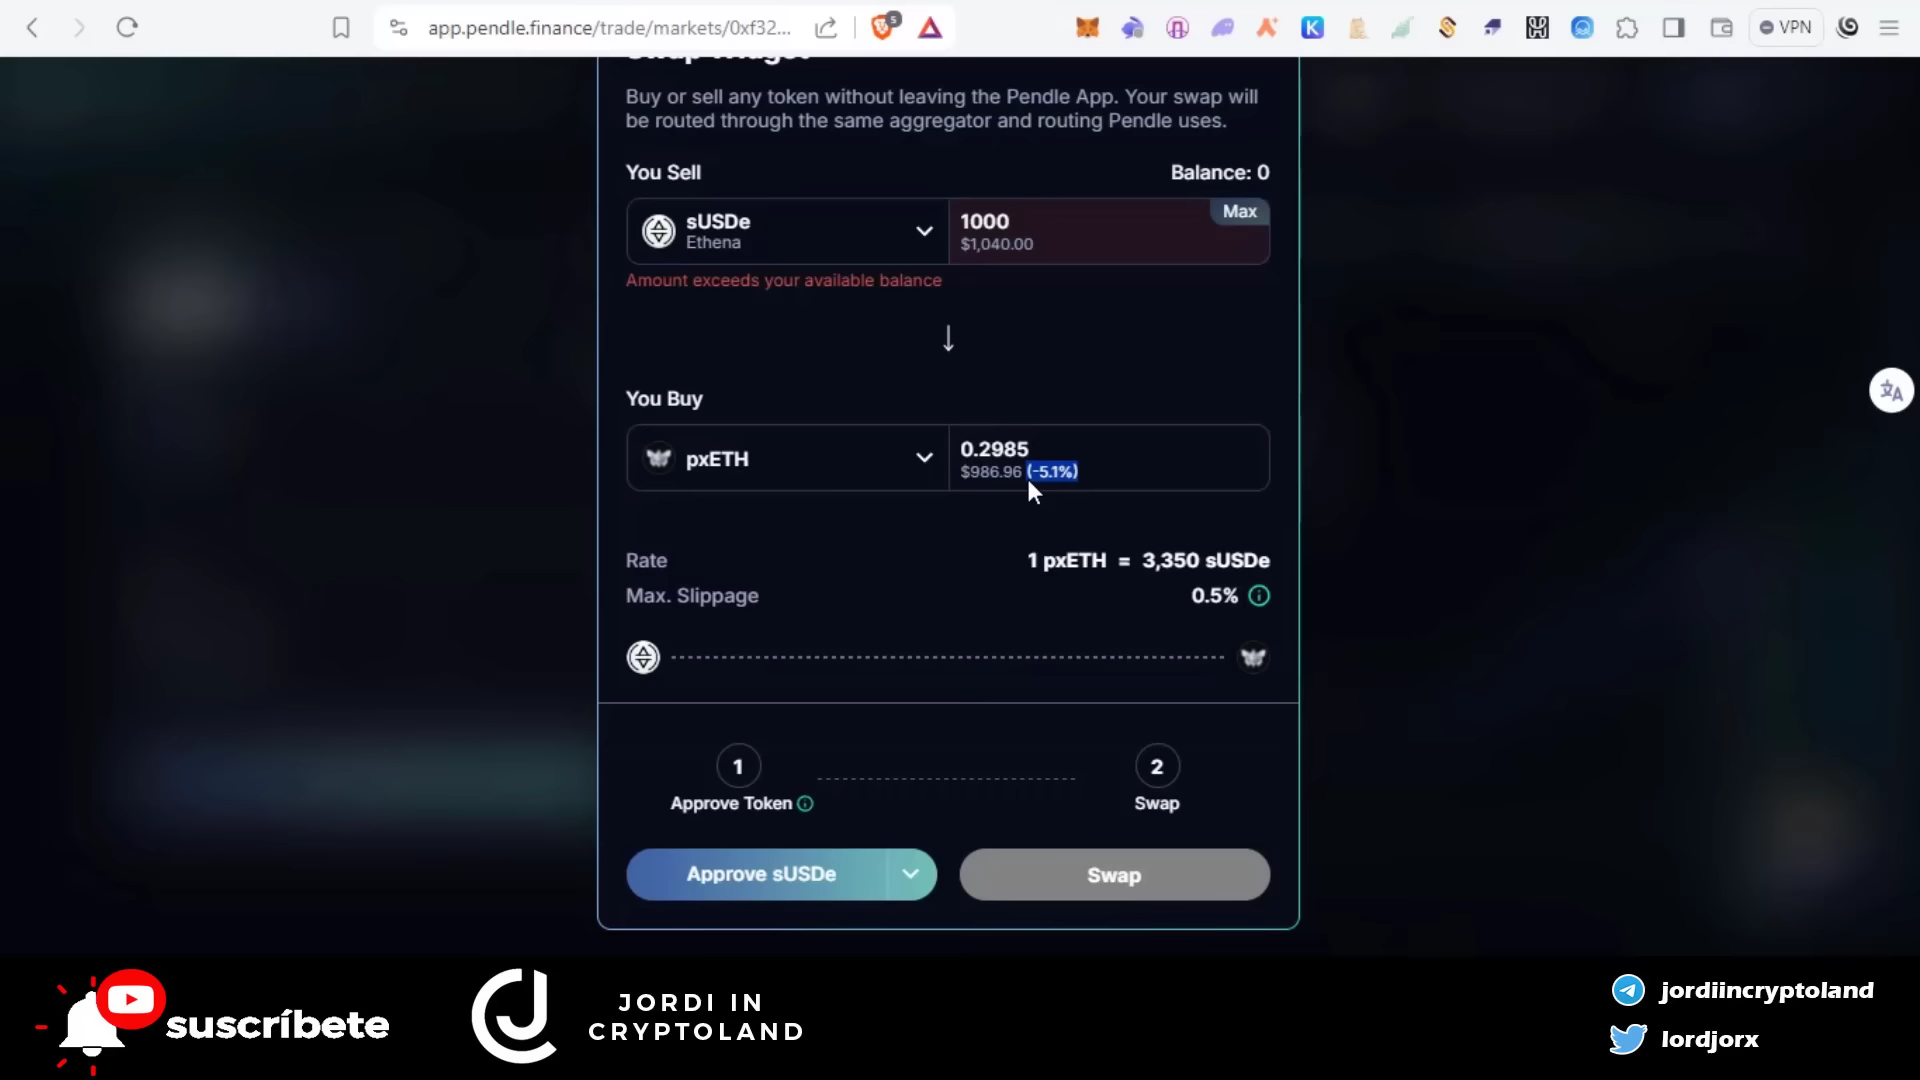 app.pendle.finance/trade/markets/0xf32...
5
VPN
Swap Widget
Buy or sell any token without leaving the Pendle App. Your swap will
be routed through the same aggregator and routing Pendle uses.
You Sell
Balance: 0
sUSDe
Ethena
1000
$1,040.00
Max
Amount exceeds your available balance
You Buy
pxETH
0.2985
$986.96 (-5.1%)
Rate
1 pxETH = 3,350 sUSDe
Max. Slippage
0.5%
1
2
Approve Token
Swap
Approve sUSDe
Swap
suscríbete
JORDI IN
CRYPTOLAND
jordiincryptoland
lordjorx